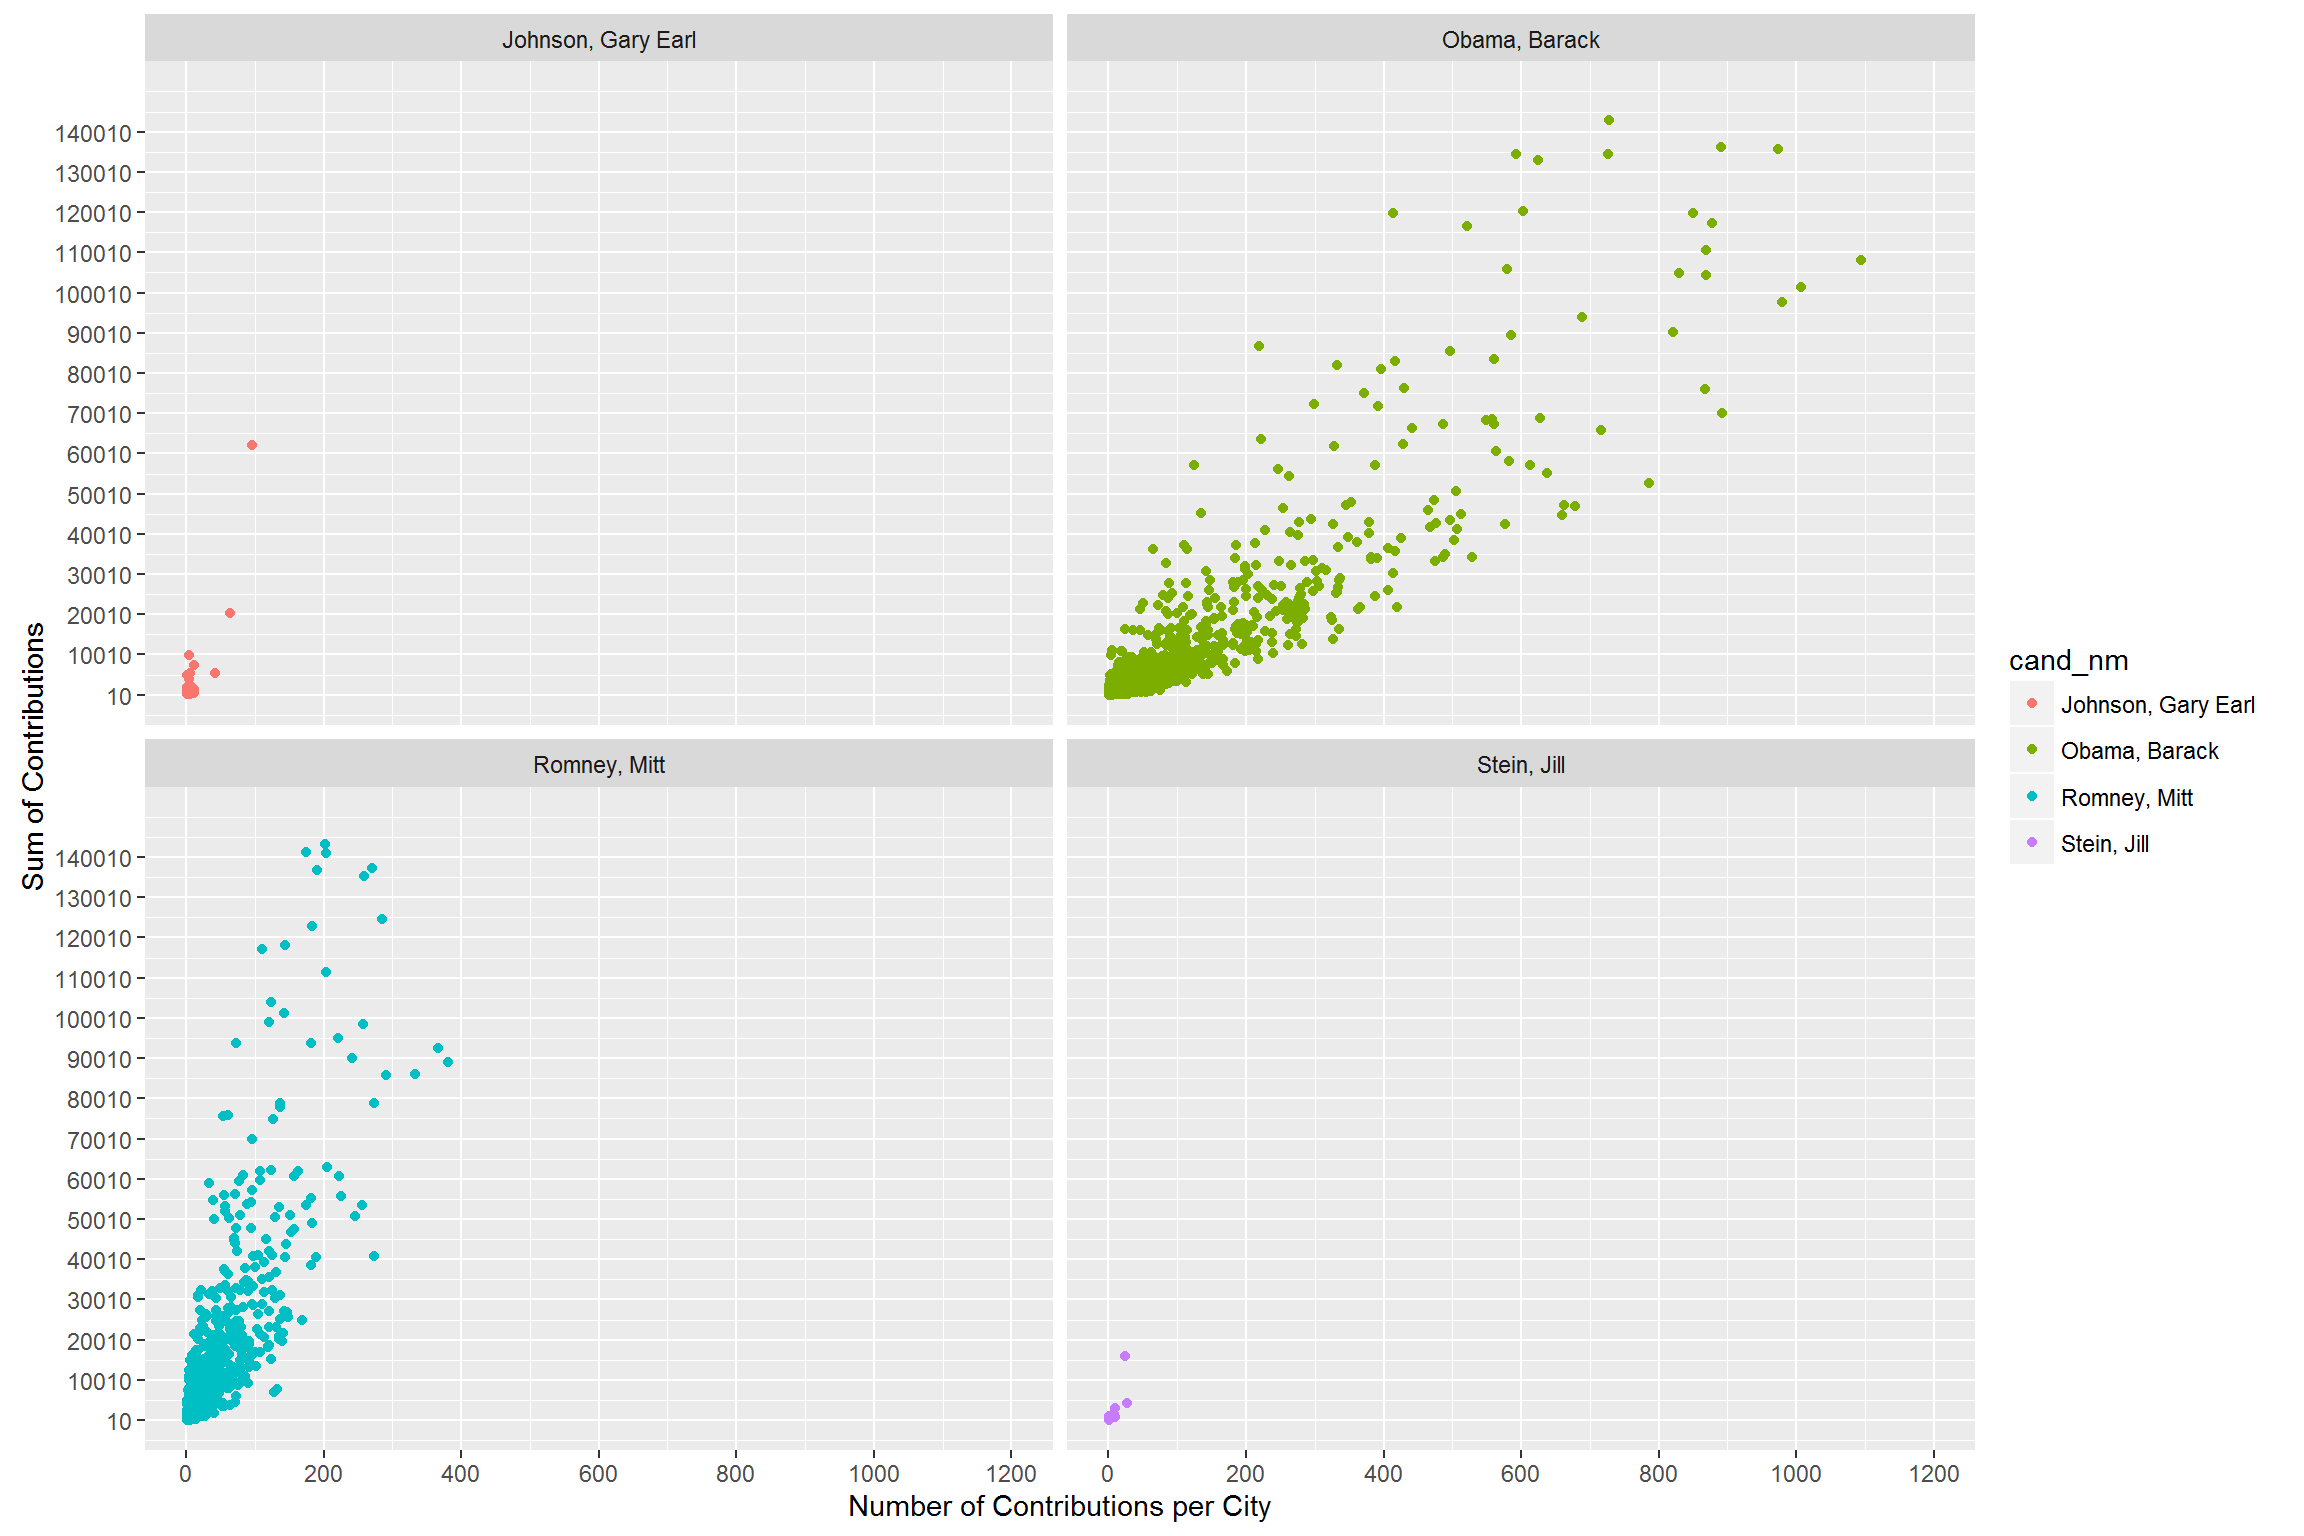 Johnson, Gary Earl
Obama, Barack
140010
130010
120010
110010
100010
90010
80010
70010
60010
50010
40010
30010
20010
10010
10
Romney, Mitt
Stein, Jill
140010
130010
120010
110010
100010
90010
80010
70010
60010
50010
40010
30010
20010
10010
10
0 200 400 600 800 1000 1200
0 200 400 600 800 1000 1200
Number of Contributions per City
Sum of Contributions
cand_nm
Johnson, Gary Earl
Obama, Barack
Romney, Mitt
Stein, Jill